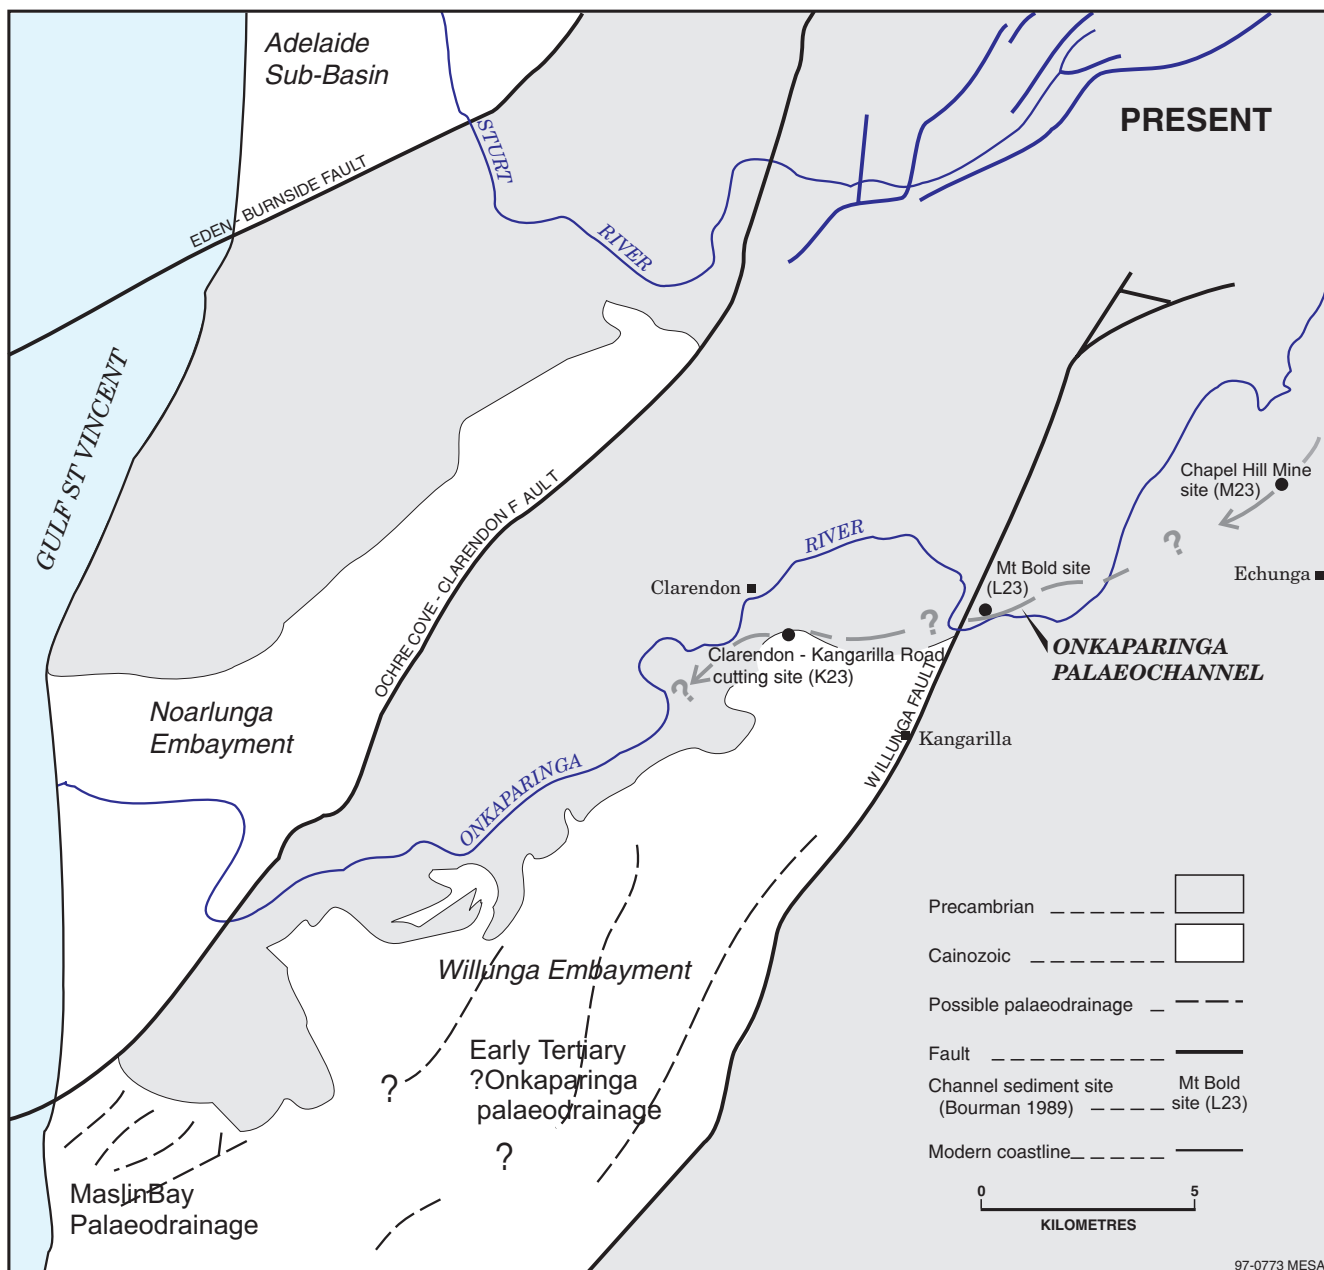 Adelaide
Sub-Basin
PRESENT
STURT
RIVER
EDEN - BURNSIDE FAULT
GULF ST VINCENT
OCHRE COVE - CLARENDON F AULT
Chapel Hill Mine
site (M23)
?
RIVER
Mt Bold site
(L23)
Echunga
Clarendon
?
ONKAPARINGA
PALAEOCHANNEL
Clarendon - Kangarilla Road
cutting site (K23)
?
WILLUNGA FAULT
Kangarilla
Noarlunga
Embayment
ONKAPARINGA
Willunga Embayment
Early Tertiary
?Onkaparinga
palaeodrainage
?
?
MaslinBay
Palaeodrainage
Precambrian
Cainozoic
Possible palaeodrainage
Fault
Channel sediment site
(Bourman 1989)
Mt Bold
site (L23)
Modern coastline
0 5
KILOMETRES
97-0773 MESA